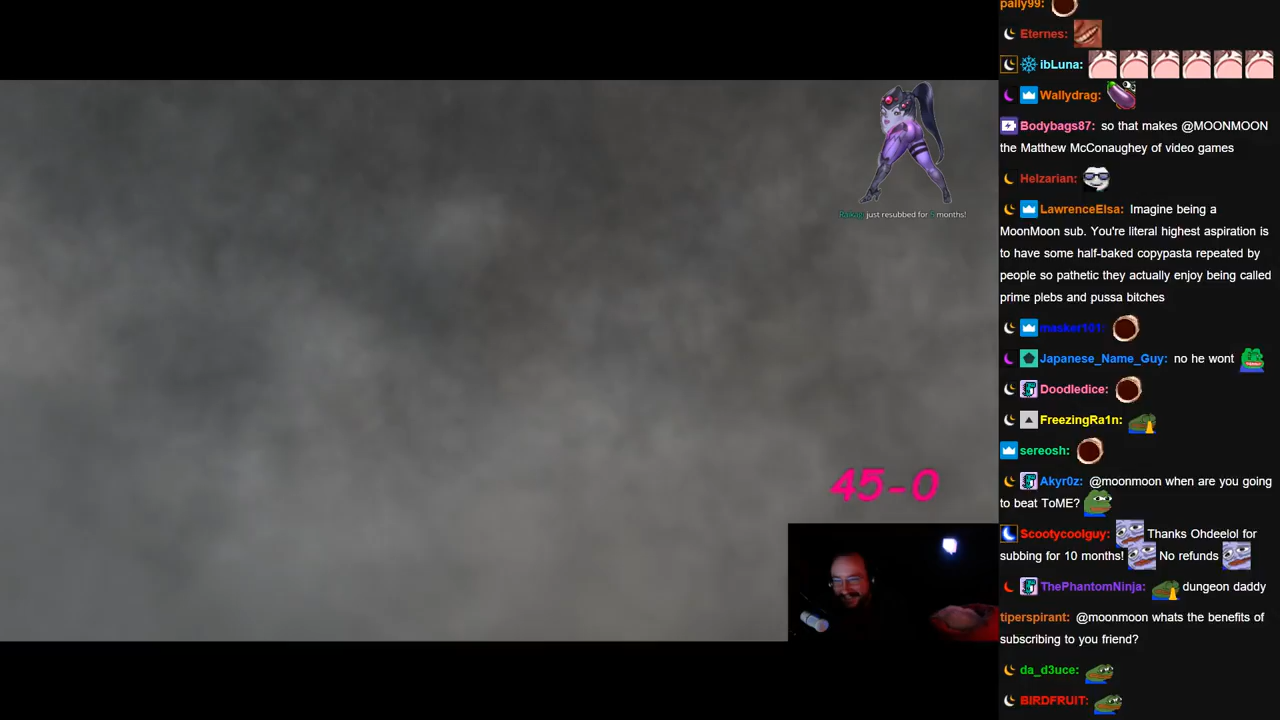 pally99:
Eternes:
ibLuna:
Wallydrag:
Bodybags87: so that makes @MOONMOON
the Matthew McConaughey of video games
Helzarian:
LawrenceElsa: Imagine being a
MoonMoon sub. You're literal highest aspiration is
to have some half-baked copypasta repeated by
people so pathetic they actually enjoy being called
prime plebs and pussa bitches
masker101:
Japanese_Name_Guy: no he wont
Doodledice:
FreezingRa1n:
sereosh:
Akyr0z: @moonmoon when are you going
to beat ToME?
Scootycoolguy: Thanks Ohdeelol for
subbing for 10 months! No refunds
ThePhantomNinja: dungeon daddy
tiperspirant: @moonmoon whats the benefits of
subscribing to you friend?
da_d3uce:
BIRDFRUIT:
just resubbed for months!
45-0